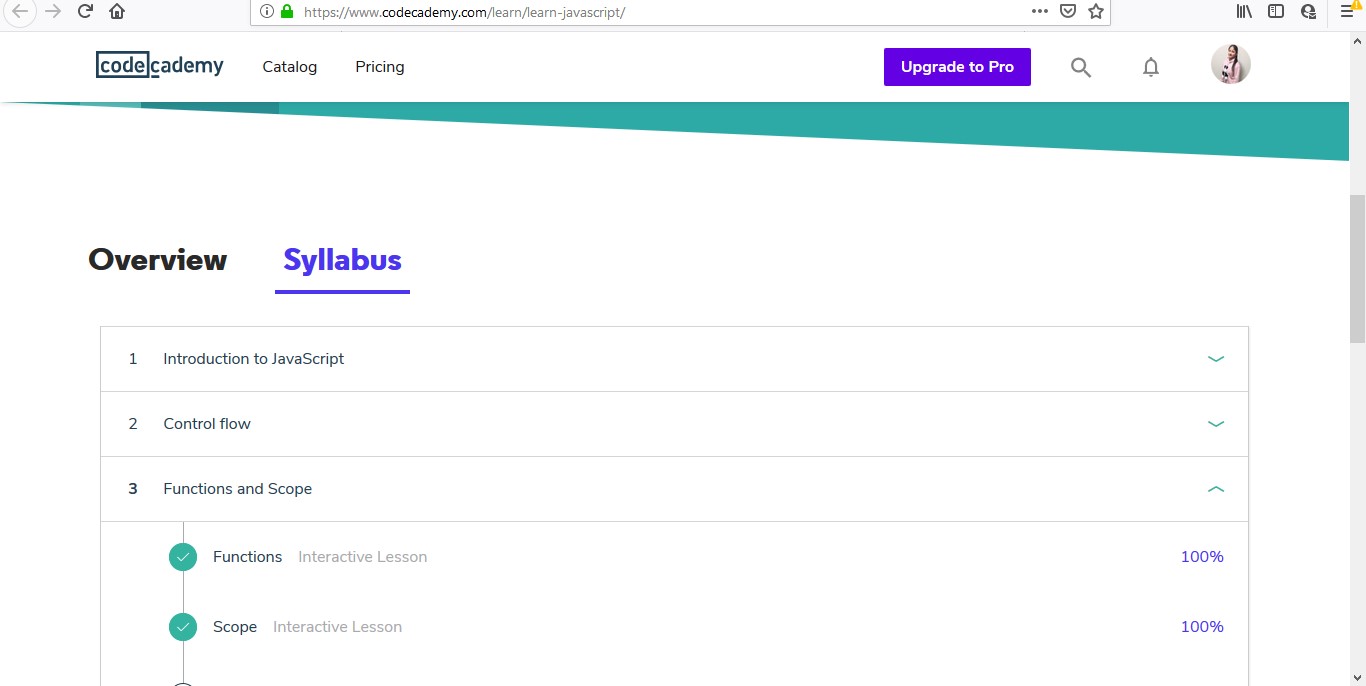 https://www.codecademy.com/learn/learn-javascript/
codecademy Catalog Pricing Upgrade to Pro
Overview Syllabus
1 Introduction to JavaScript
2 Control flow
3 Functions and Scope
Functions Interactive Lesson 100%
Scope Interactive Lesson 100%